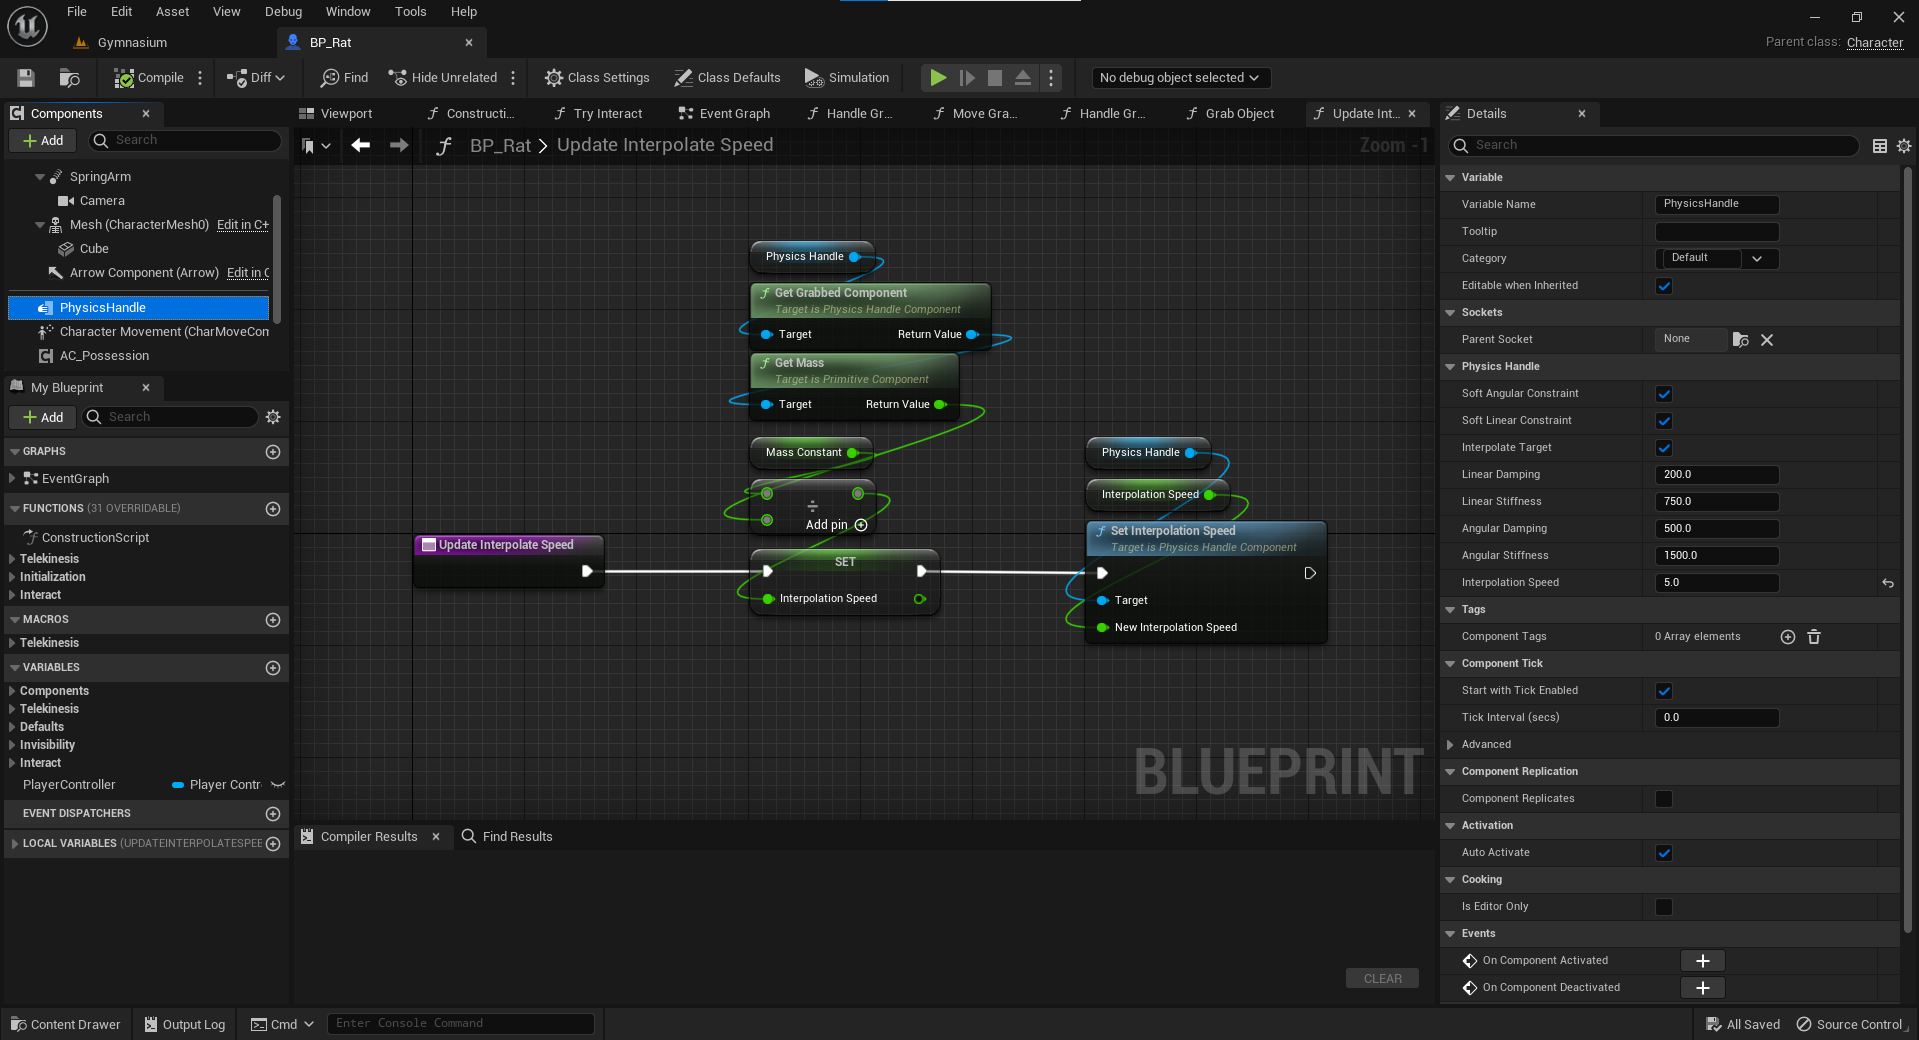 File Edit Asset View Debug Window Tools Help
Gymnasium
BP_Rat
Parent class: Character
Compile
Diff
Find
Hide Unrelated
Class Settings
Class Defaults
Simulation
No debug object selected
Components
Add
Search
SpringArm
Camera
Mesh (CharacterMesh0) Edit in C+
Cube
Arrow Component (Arrow) Edit in C
PhysicsHandle
Character Movement (CharMoveCom
AC_Possession
My Blueprint
Add
Search
GRAPHS
EventGraph
FUNCTIONS (31 OVERRIDABLE)
ConstructionScript
Telekinesis
Initialization
Interact
MACROS
Telekinesis
VARIABLES
Components
Telekinesis
Defaults
Invisibility
Interact
PlayerController Player Contr
EVENT DISPATCHERS
LOCAL VARIABLES (UPDATEINTERPOLATESPEE
Viewport
Constructi...
Try Interact
Event Graph
Handle Gr...
Move Gra...
Handle Gr...
Grab Object
Update Int...
BP_Rat > Update Interpolate Speed
Zoom -1
Physics Handle
Get Grabbed Component
Target is Physics Handle Component
Target Return Value
Get Mass
Target is Primitive Component
Target Return Value
Mass Constant
÷
Add pin
Update Interpolate Speed
SET
Interpolation Speed
Physics Handle
Interpolation Speed
Set Interpolation Speed
Target is Physics Handle Component
Target
New Interpolation Speed
BLUEPRINT
Compiler Results
Find Results
CLEAR
Details
Search
Variable
Variable Name PhysicsHandle
Tooltip
Category Default
Editable when Inherited
Sockets
Parent Socket None
Physics Handle
Soft Angular Constraint
Soft Linear Constraint
Interpolate Target
Linear Damping 200.0
Linear Stiffness 750.0
Angular Damping 500.0
Angular Stiffness 1500.0
Interpolation Speed 5.0
Tags
Component Tags 0 Array elements
Component Tick
Start with Tick Enabled
Tick Interval (secs) 0.0
Advanced
Component Replication
Component Replicates
Activation
Auto Activate
Cooking
Is Editor Only
Events
On Component Activated
On Component Deactivated
Content Drawer
Output Log
Cmd
Enter Console Command
All Saved
Source Control